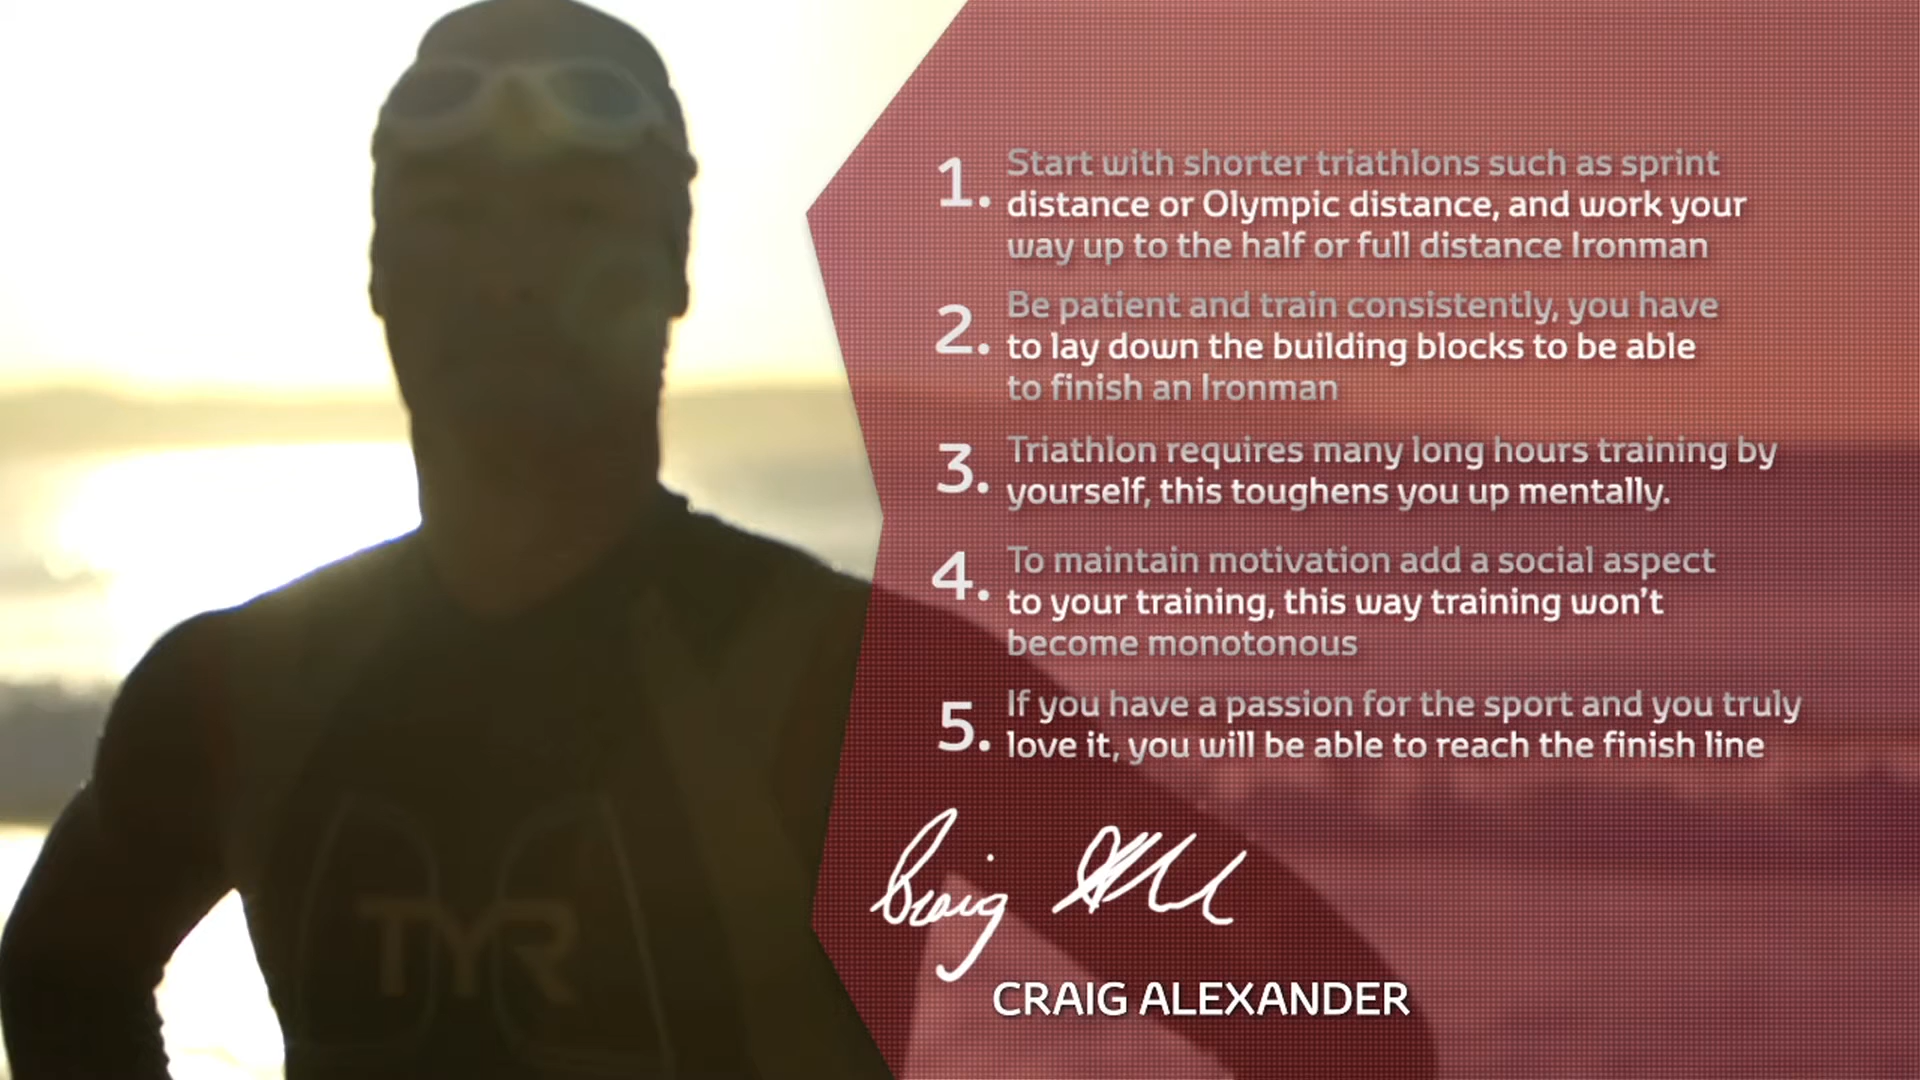 1. Start with shorter triathlons such as sprint
distance or Olympic distance, and work your
way up to the half or full distance Ironman
2. Be patient and train consistently, you have
to lay down the building blocks to be able
to finish an Ironman
3. Triathlon requires many long hours training by
yourself, this toughens you up mentally.
4. To maintain motivation add a social aspect
to your training, this way training won't
become monotonous
5. If you have a passion for the sport and you truly
love it, you will be able to reach the finish line
Craig Al
CRAIG ALEXANDER
TYR